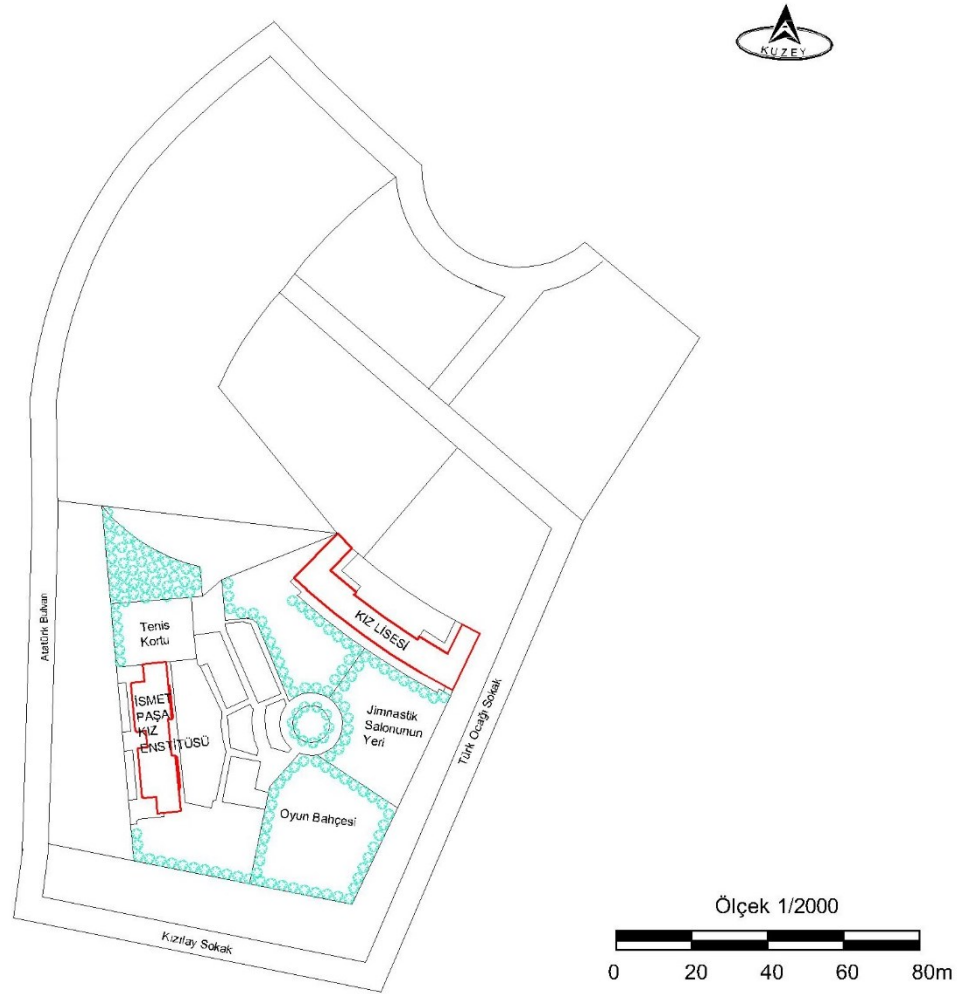 KUZEY
Atatürk Bulvarı
Tenis
Kortu
KIZ LİSESİ
İSMET
PAŞA
KIZ
ENSTİTÜSÜ
Jimnastik
Salonunun
Yeri
Türk Ocağı Sokak
Oyun Bahçesi
Kızılay Sokak
Ölçek 1/2000
0 20 40 60 80m